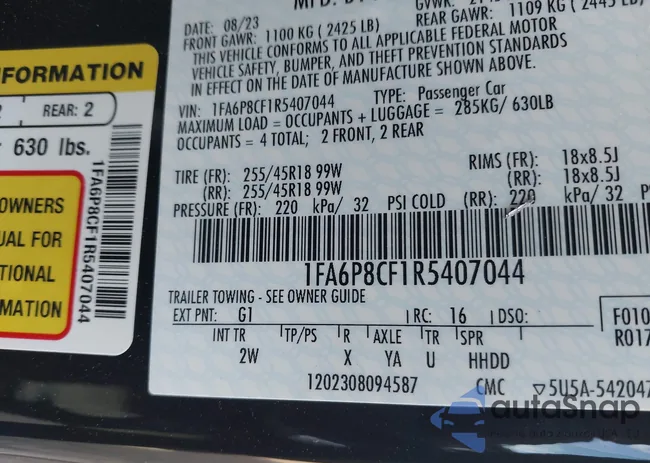 NFORMATION
REAR: 2
630 lbs.
OWNERS
UAL FOR
TIONAL
MATION
1FA6P8CF1R5407044
DATE: 08/23
FRONT GAWR: 1100 KG (2425 LB)
REAR GAWR: 1109 KG (2445 LB)
THIS VEHICLE CONFORMS TO ALL APPLICABLE FEDERAL MOTOR
VEHICLE SAFETY, BUMPER, AND THEFT PREVENTION STANDARDS
IN EFFECT ON THE DATE OF MANUFACTURE SHOWN ABOVE.
VIN: 1FA6P8CF1R5407044 TYPE: Passenger Car
MAXIMUM LOAD = OCCUPANTS + LUGGAGE = 285KG/ 630LB
OCCUPANTS = 4 TOTAL; 2 FRONT, 2 REAR
TIRE (FR): 255/45R18 99W RIMS (FR): 18x8.5J
(RR): 255/45R18 99W (RR): 18x8.5J
PRESSURE (FR): 220 kPa/ 32 PSI COLD (RR): 220 kPa/ 32
1FA6P8CF1R5407044
TRAILER TOWING - SEE OWNER GUIDE
EXT PNT: G1 RC: 16 DSO:
F010
R017
INT TR TP/PS R AXLE TR SPR
2W X YA U HHDD
1202308094587 CMC ▽5U5A-542047
autoSnap